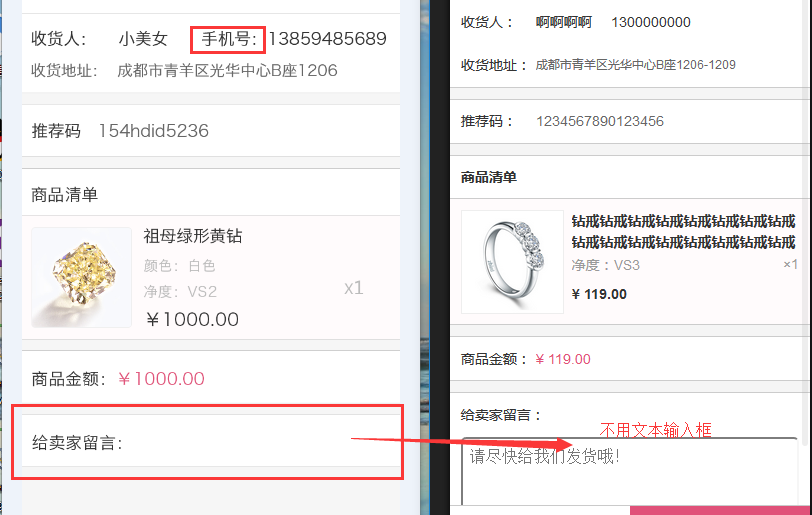 收货人： 小美女 手机号： 13859485689
收货地址： 成都市青羊区光华中心B座1206
推荐码 154hdid5236
商品清单
祖母绿形黄钻
颜色：白色
净度：VS2
x1
￥1000.00
商品金额：￥1000.00
给卖家留言：
收货人： 啊啊啊啊 1300000000
收货地址： 成都市青羊区光华中心B座1206-1209
推荐码： 1234567890123456
商品清单
钻戒钻戒钻戒钻戒钻戒钻戒钻戒钻戒
钻戒钻戒钻戒钻戒钻戒钻戒钻戒钻戒
净度：VS3 ×1
¥ 119.00
商品金额：¥ 119.00
给卖家留言：
不用文本输入框
请尽快给我们发货哦！